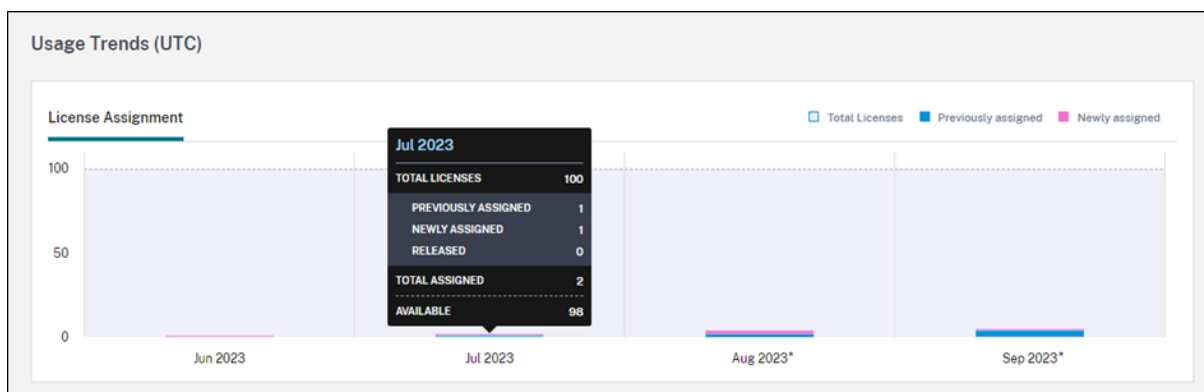 Usage Trends (UTC)
License Assignment
Total Licenses Previously assigned Newly assigned
Jul 2023
TOTAL LICENSES 100
PREVIOUSLY ASSIGNED 1
NEWLY ASSIGNED 1
RELEASED 0
TOTAL ASSIGNED 2
AVAILABLE 98
100
50
0
Jun 2023 Jul 2023 Aug 2023* Sep 2023*